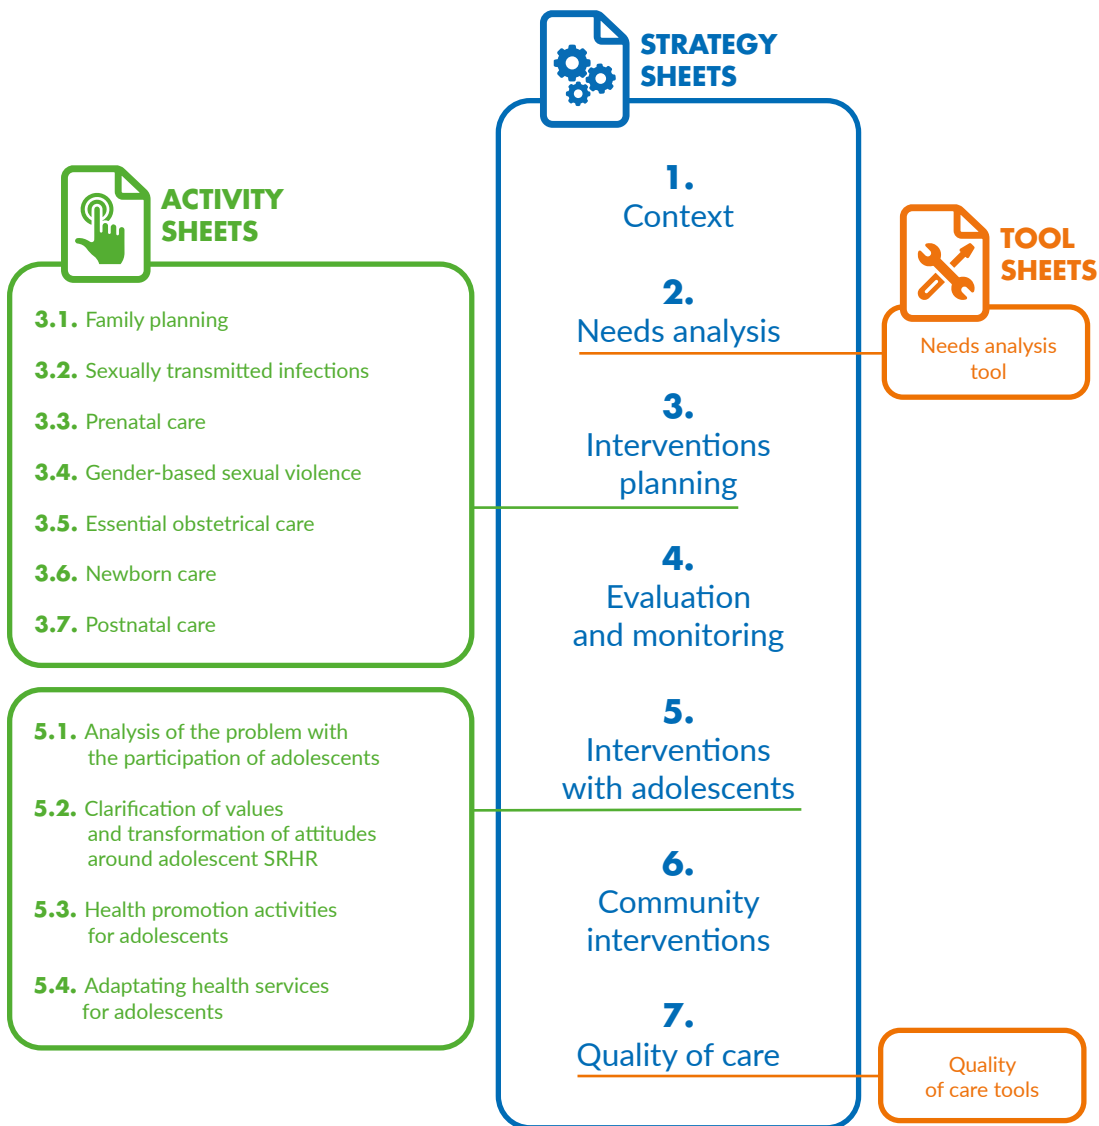 STRATEGY
SHEETS
1.
Context
2.
Needs analysis
3.
Interventions
planning
4.
Evaluation
and monitoring
5.
Interventions
with adolescents
6.
Community
interventions
7.
Quality of care
ACTIVITY
SHEETS
3.1. Family planning
3.2. Sexually transmitted infections
3.3. Prenatal care
3.4. Gender-based sexual violence
3.5. Essential obstetrical care
3.6. Newborn care
3.7. Postnatal care
5.1. Analysis of the problem with
the participation of adolescents
5.2. Clarification of values
and transformation of attitudes
around adolescent SRHR
5.3. Health promotion activities
for adolescents
5.4. Adaptating health services
for adolescents
TOOL
SHEETS
Needs analysis
tool
Quality
of care tools